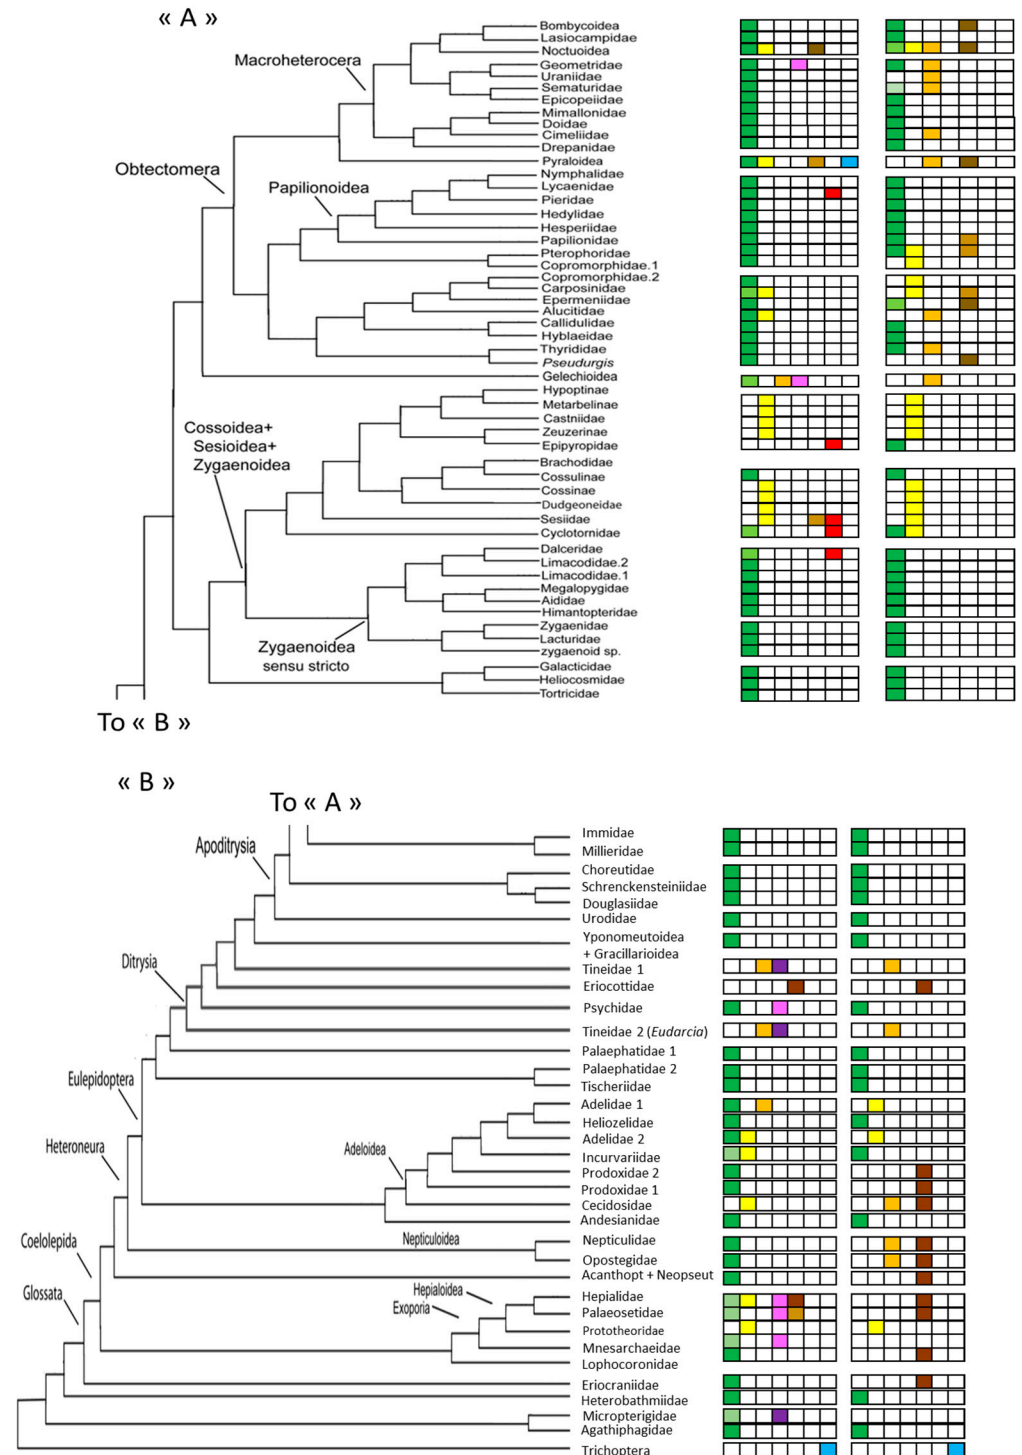 « A »
Macroheterocera
Obtectomera
Papilionoidea
Bombycoidea
Lasiocampidae
Noctuoidea
Geometridae
Uraniidae
Sematuridae
Epicopeiidae
Mimallonidae
Doidae
Cimeliidae
Drepanidae
Pyraloidea
Nymphalidae
Lycaenidae
Pieridae
Hedylidae
Hesperiidae
Papilionidae
Pterophoridae
Copromorphidae.1
Copromorphidae.2
Carposinidae
Epermeniidae
Alucitidae
Callidulidae
Hyblaeidae
Thyrididae
Pseudurgis
Gelechioidea
Cossoidea+
Sesioidea+
Zygaenoidea
Hypoptinae
Metarbelinae
Castniidae
Zeuzerinae
Epipyropidae
Brachodidae
Cossulinae
Cossinae
Dudgeoneidae
Sesiidae
Cyclotornidae
Zygaenoidea
sensu stricto
Dalceridae
Limacodidae.2
Limacodidae.1
Megalopygidae
Aididae
Himantopteridae
Zygaenidae
Lacturidae
zygaenoid sp.
Galacticidae
Heliocosmidae
Tortricidae
To « B »
« B »
To « A »
Apoditrysia
Ditrysia
Eulepidoptera
Heteroneura
Adeloidea
Coelolepida
Nepticuloidea
Glossata
Hepialoidea
Exoporia
Immidae
Millieridae
Choreutidae
Schrenckensteiniidae
Douglasiidae
Urodidae
Yponomeutoidea
+ Gracillarioidea
Tineidae 1
Eriocottidae
Psychidae
Tineidae 2 (Eudarcia)
Palaephatidae 1
Palaephatidae 2
Tischeriidae
Adelidae 1
Heliozelidae
Adelidae 2
Incurvariidae
Prodoxidae 2
Prodoxidae 1
Cecidosidae
Andesianidae
Nepticulidae
Opostegidae
Acanthopt + Neopseut
Hepialidae
Palaeosetidae
Prototheoridae
Mnesarchaeidae
Lophocoronidae
Eriocraniidae
Heterobathmiidae
Micropterigidae
Agathiphagidae
Trichoptera